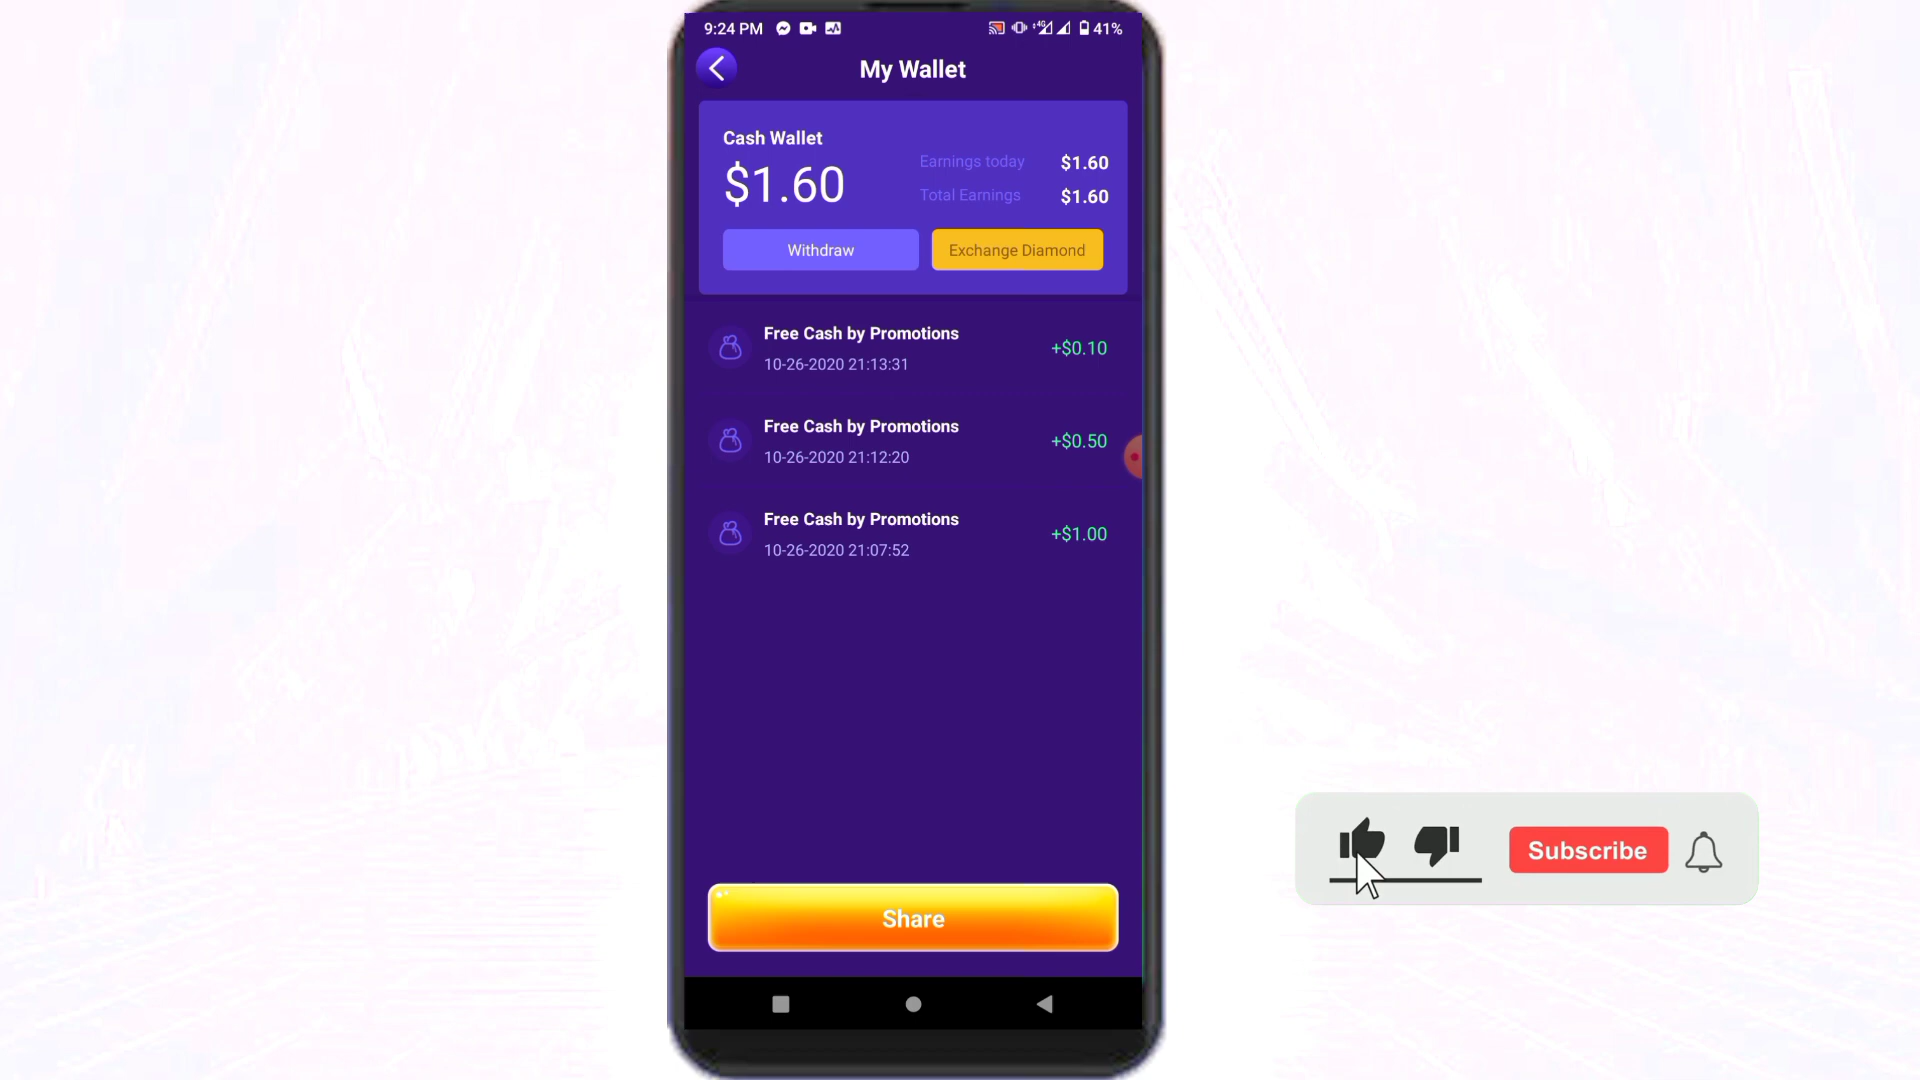 9:24 PM
4G
41%
My Wallet
Cash Wallet
$1.60
Earnings today $1.60
Total Earnings $1.60
Withdraw
Exchange Diamond
Free Cash by Promotions
10-26-2020 21:13:31
+$0.10
Free Cash by Promotions
10-26-2020 21:12:20
+$0.50
Free Cash by Promotions
10-26-2020 21:07:52
+$1.00
Share
Subscribe